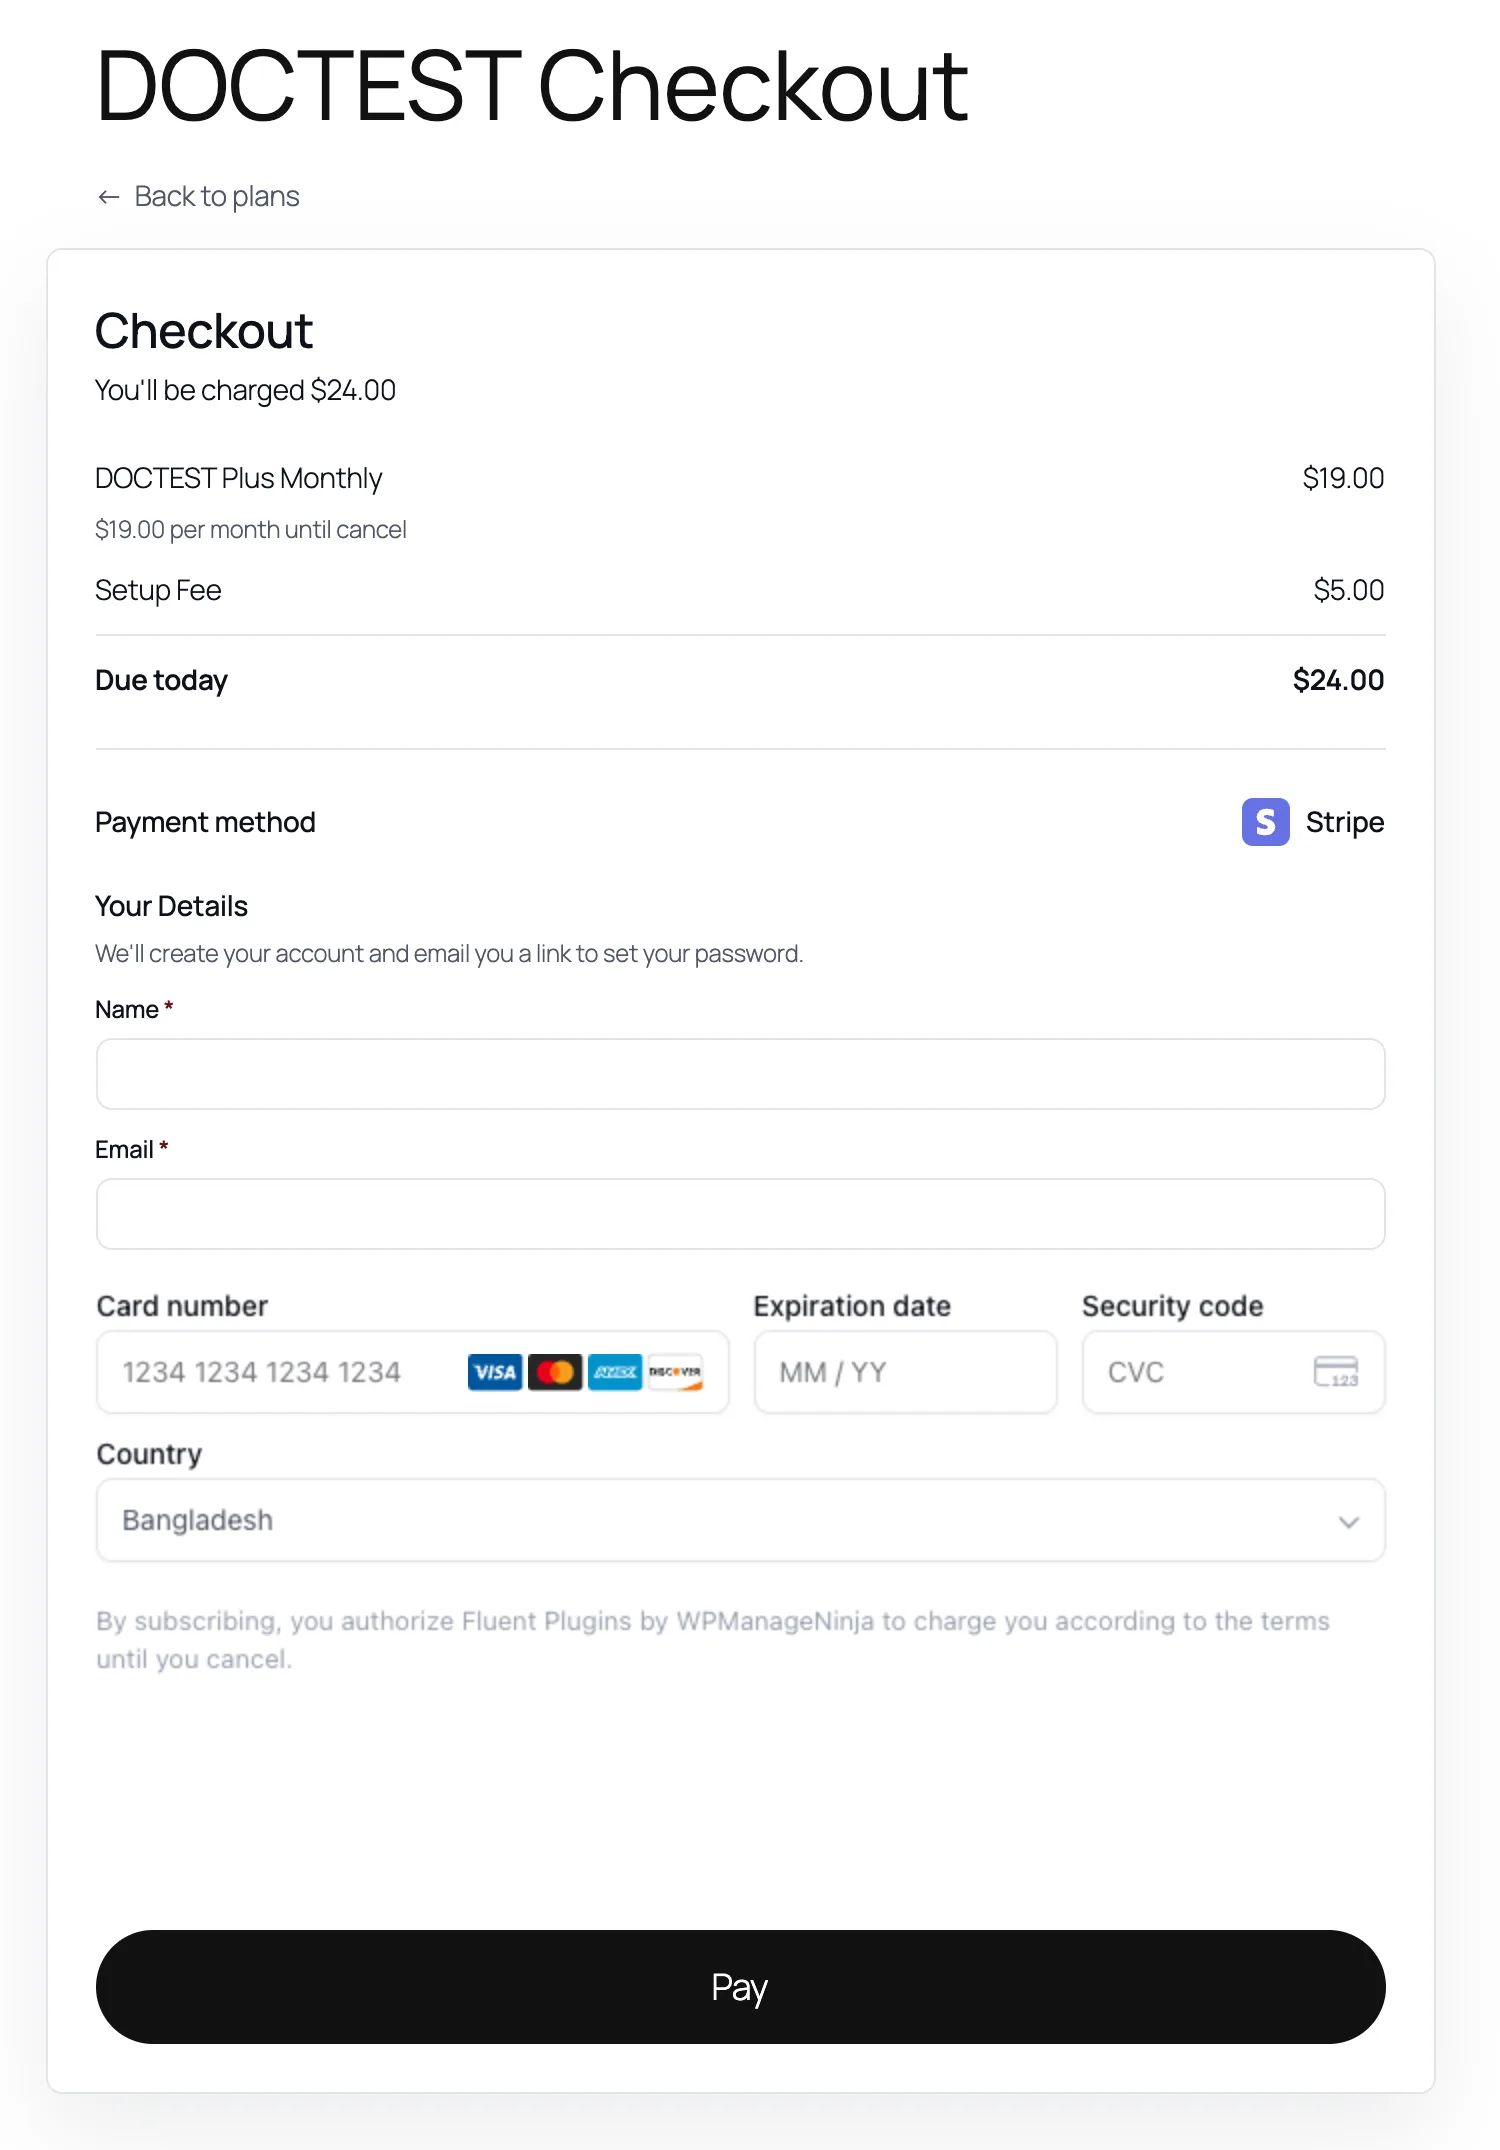 DOCTEST Checkout
← Back to plans
Checkout
You'll be charged $24.00
DOCTEST Plus Monthly $19.00
$19.00 per month until cancel
Setup Fee $5.00
Due today $24.00
Payment method S Stripe
Your Details
We'll create your account and email you a link to set your password.
Name *
Email *
Card number Expiration date Security code
1234 1234 1234 1234 VISA AMEX DISCOVER MM / YY CVC 123
Country
Bangladesh
By subscribing, you authorize Fluent Plugins by WPManageNinja to charge you according to the terms
until you cancel.
Pay